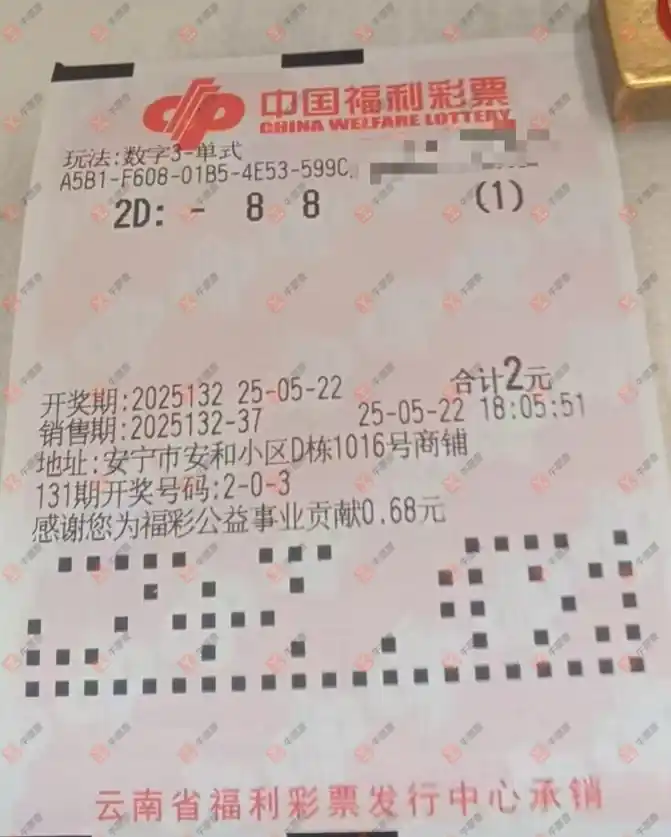 中国福利彩票
CHINA WELFARE LOTTERY
玩法:数字3-单式
A5B1-F608-01B5-4E53-599C
2D: - 8 8 (1)
合计2元
开奖期:2025132 25-05-22
销售期:2025132-37 25-05-22 18:05:51
地址:安宁市安和小区D栋1016号商铺
131期开奖号码:2-0-3
感谢您为福彩公益事业贡献0.68元
云南省福利彩票发行中心承销